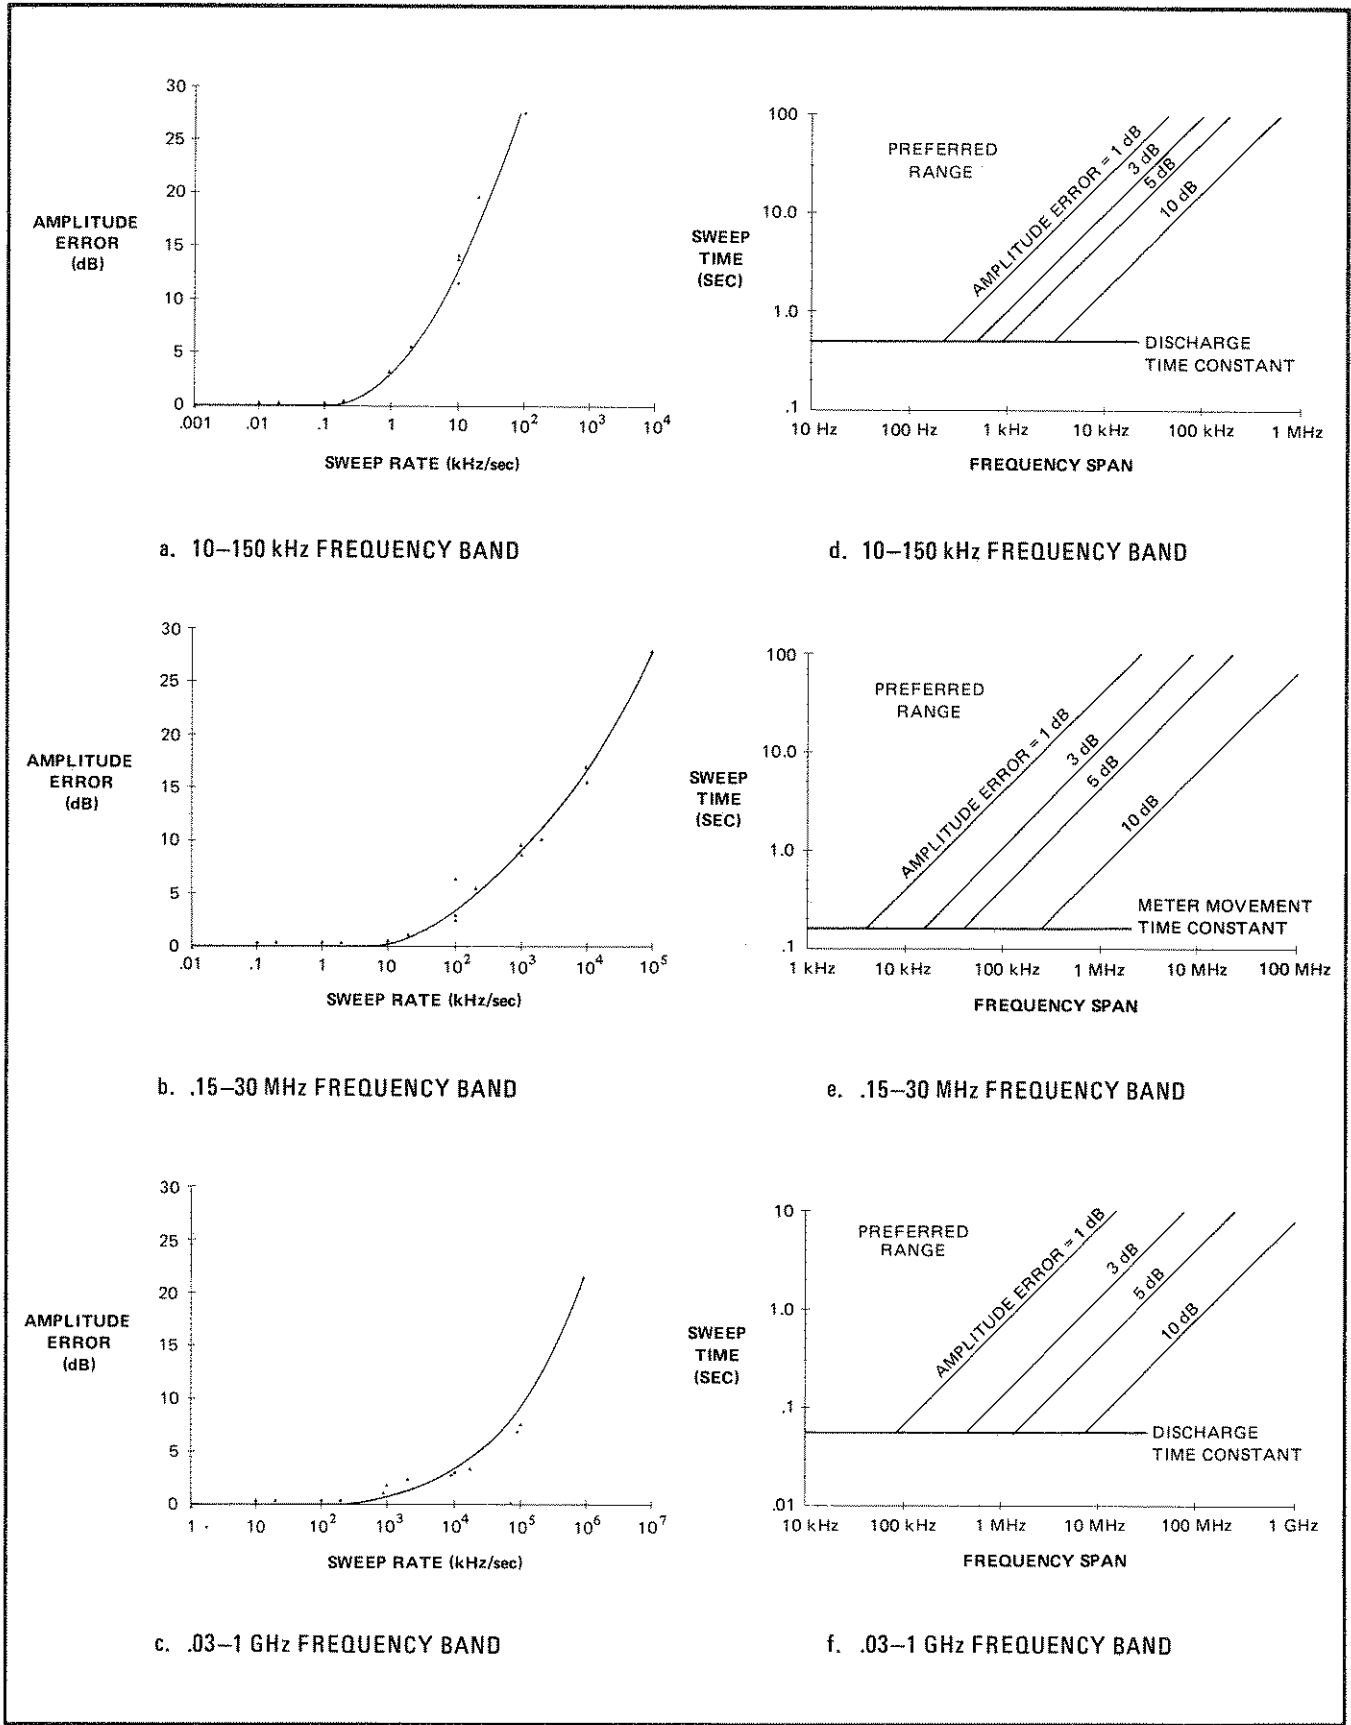 30
25
20
15
10
5
0
AMPLITUDE
ERROR
(dB)
.001 .01 .1 1 10 10² 10³ 10⁴
SWEEP RATE (kHz/sec)
a. 10–150 kHz FREQUENCY BAND
100
10.0
1.0
.1
SWEEP
TIME
(SEC)
PREFERRED
RANGE
AMPLITUDE ERROR = 1 dB
3 dB
5 dB
10 dB
DISCHARGE
TIME CONSTANT
10 Hz 100 Hz 1 kHz 10 kHz 100 kHz 1 MHz
FREQUENCY SPAN
d. 10–150 kHz FREQUENCY BAND
30
25
20
15
10
5
0
AMPLITUDE
ERROR
(dB)
.01 .1 1 10 10² 10³ 10⁴ 10⁵
SWEEP RATE (kHz/sec)
b. .15–30 MHz FREQUENCY BAND
100
10.0
1.0
.1
SWEEP
TIME
(SEC)
PREFERRED
RANGE
AMPLITUDE ERROR = 1 dB
3 dB
5 dB
10 dB
METER MOVEMENT
TIME CONSTANT
1 kHz 10 kHz 100 kHz 1 MHz 10 MHz 100 MHz
FREQUENCY SPAN
e. .15–30 MHz FREQUENCY BAND
30
25
20
15
10
5
0
AMPLITUDE
ERROR
(dB)
1 10 10² 10³ 10⁴ 10⁵ 10⁶ 10⁷
SWEEP RATE (kHz/sec)
c. .03–1 GHz FREQUENCY BAND
10
1.0
.1
.01
SWEEP
TIME
(SEC)
PREFERRED
RANGE
AMPLITUDE ERROR = 1 dB
3 dB
5 dB
10 dB
DISCHARGE
TIME CONSTANT
10 kHz 100 kHz 1 MHz 10 MHz 100 MHz 1 GHz
FREQUENCY SPAN
f. .03–1 GHz FREQUENCY BAND